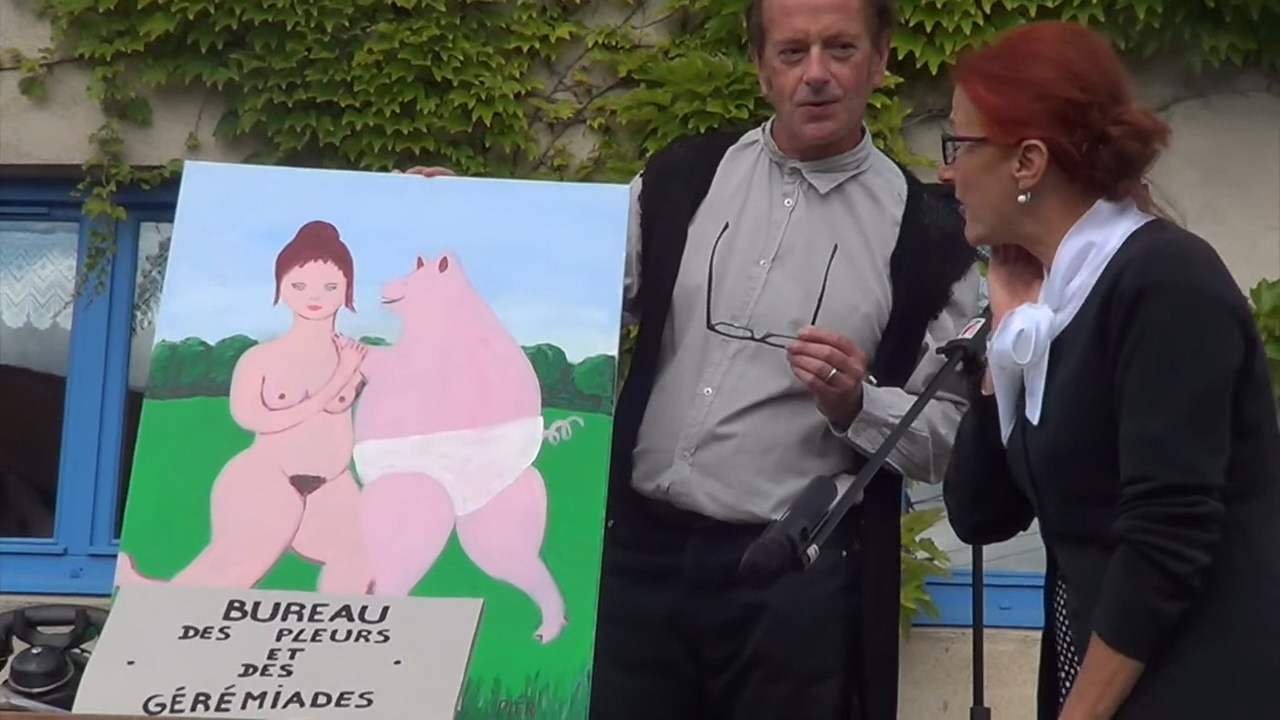 BUREAU
DES PLEURS
ET
DES
GÉRÉMIADES